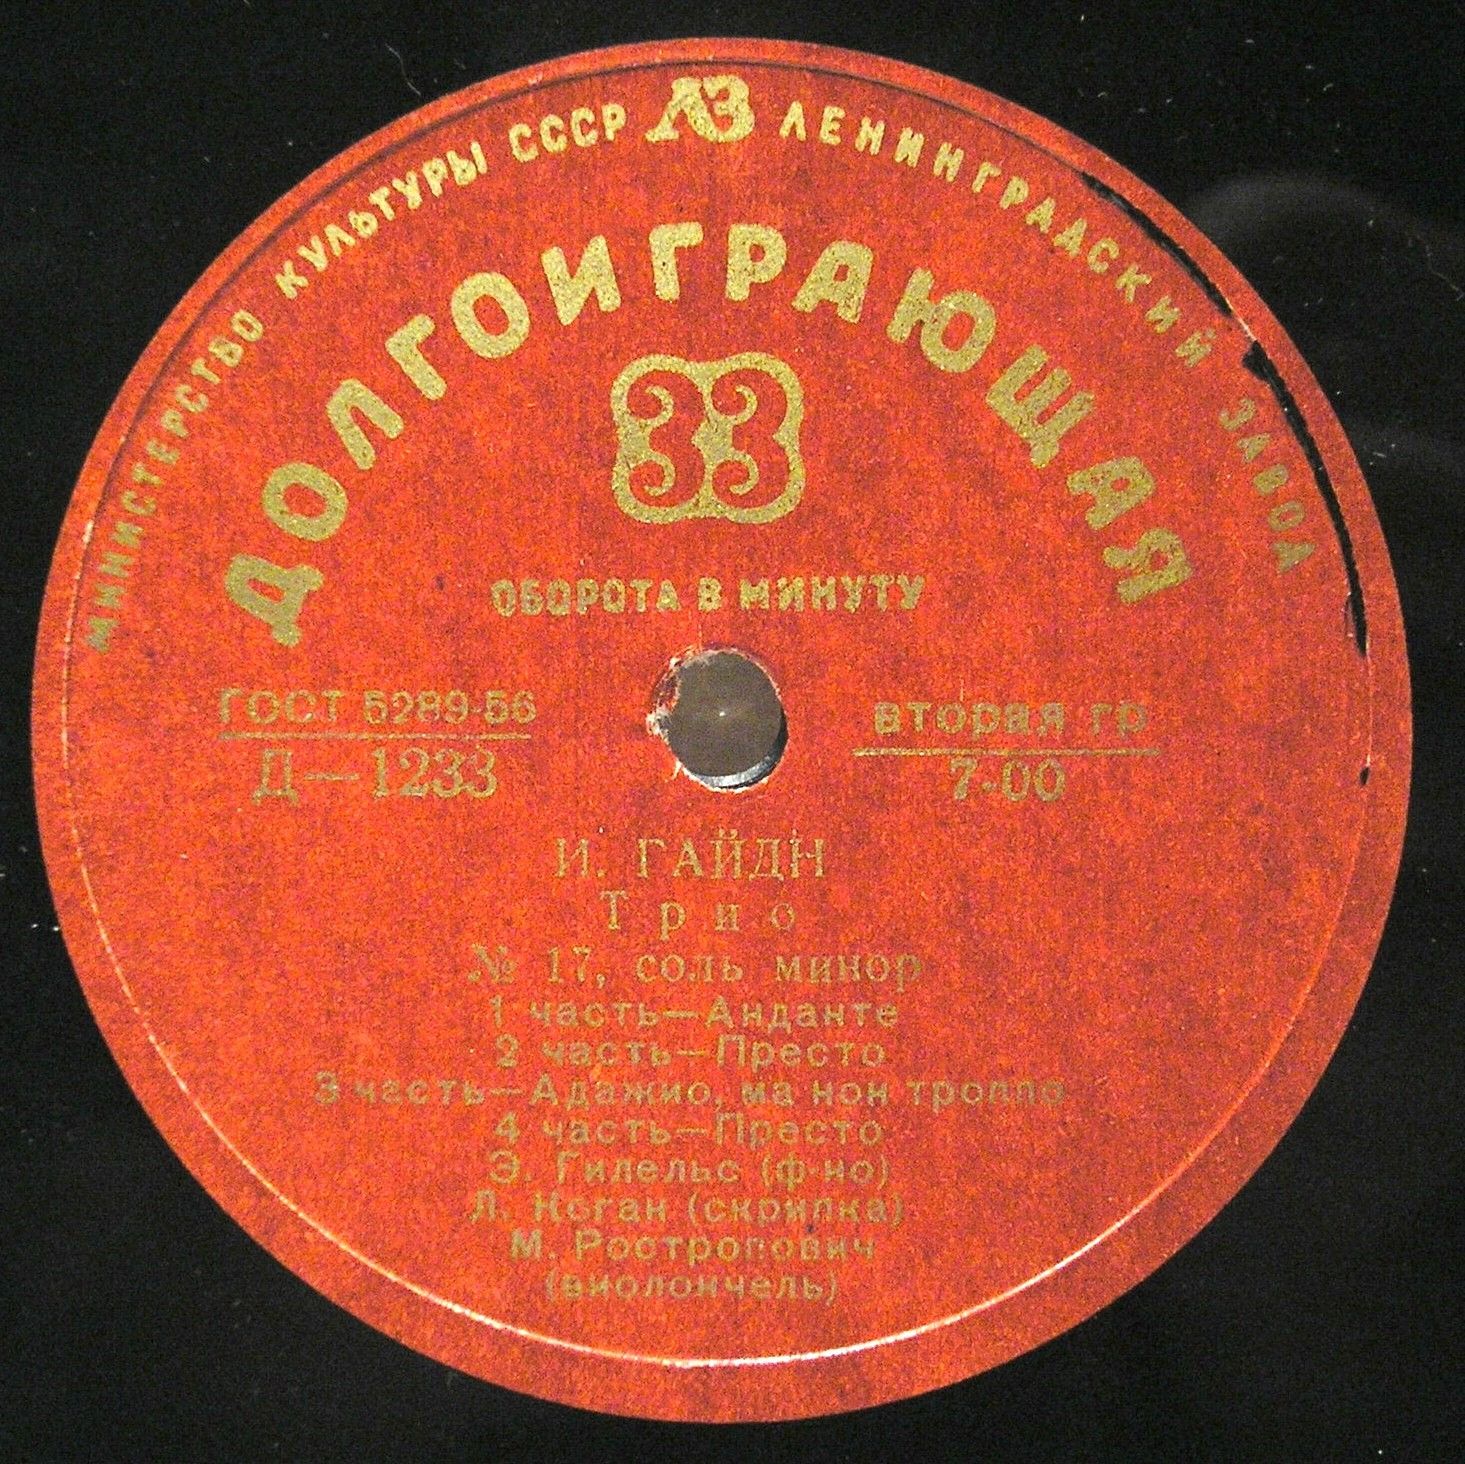 МИНИСТЕРСТВО КУЛЬТУРЫ СССР ЛЗ ЛЕНИНГРАДСКИЙ ЗАВОД
ДОЛГОИГРАЮЩАЯ
33
ОБОРОТА В МИНУТУ
ГОСТ 5289-56
Д—1233
вторая гр
7-00
И. ГАЙДН
Трио
№ 17, соль минор
1 часть—Анданте
2 часть—Престо
3 часть—Адажио, ма нон троппо
4 часть—Престо
Э. Гилельс (ф-но)
Л. Коган (скрипка)
М. Ростропович
(виолончель)